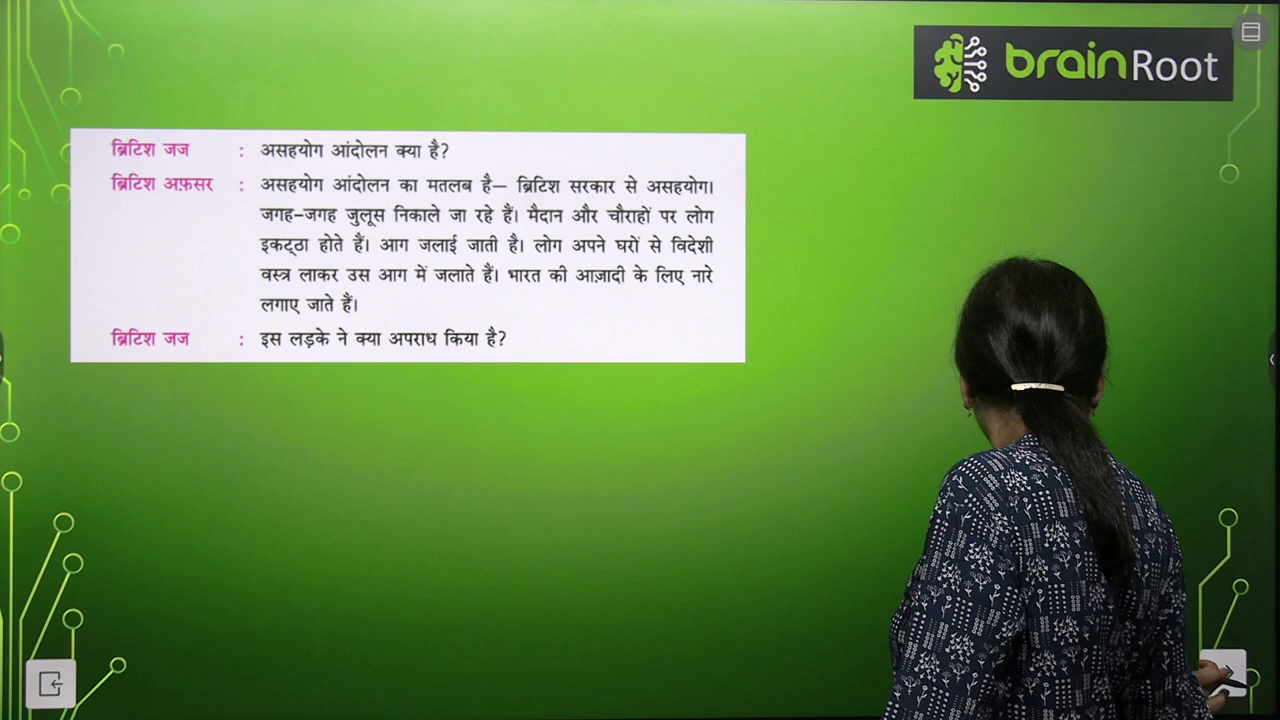 brainRoot
ब्रिटिश जज : असहयोग आंदोलन क्या है?
ब्रिटिश अफ़सर : असहयोग आंदोलन का मतलब है– ब्रिटिश सरकार से असहयोग।
जगह-जगह जुलूस निकाले जा रहे हैं। मैदान और चौराहों पर लोग
इकट्ठा होते हैं। आग जलाई जाती है। लोग अपने घरों से विदेशी
वस्त्र लाकर उस आग में जलाते हैं। भारत की आज़ादी के लिए नारे
लगाए जाते हैं।
ब्रिटिश जज : इस लड़के ने क्या अपराध किया है?